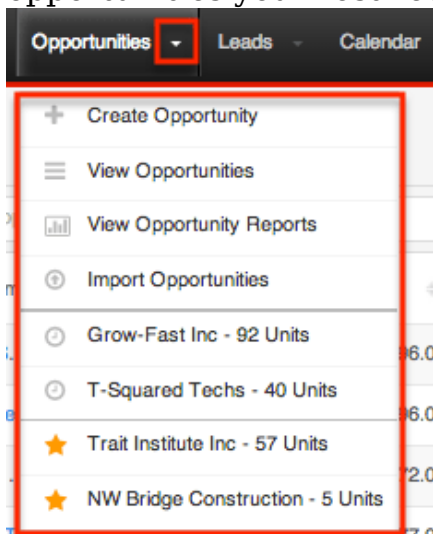 Opportunities Leads Calendar
Create Opportunity
View Opportunities
View Opportunity Reports
Import Opportunities
Grow-Fast Inc - 92 Units
T-Squared Techs - 40 Units
Trait Institute Inc - 57 Units
NW Bridge Construction - 5 Units